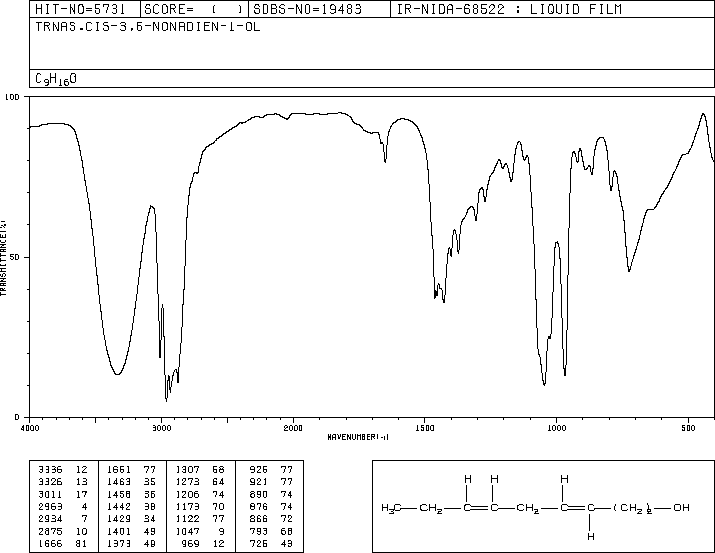 HIT-NO=5731 SCORE= ( ) SDBS-NO=19483 IR-NIDA-68522 : LIQUID FILM
TRNAS,CIS-3,6-NONADIEN-1-OL
C9H16O
100
50
0
TRANSMITTANCE(%)
4000 3000 2000 1500 1000 500
WAVENUMBER(-1)
3336 12 1661 77 1307 68 926 77
3326 13 1463 35 1273 64 921 77
3011 17 1458 36 1206 74 890 74
2963 4 1442 38 1173 70 876 74
2934 7 1429 34 1122 77 866 72
2875 10 1401 49 1047 9 793 68
1666 81 1373 49 969 12 726 43
H H H
H3C CH2 C C CH2 C C (CH2)2 OH
H